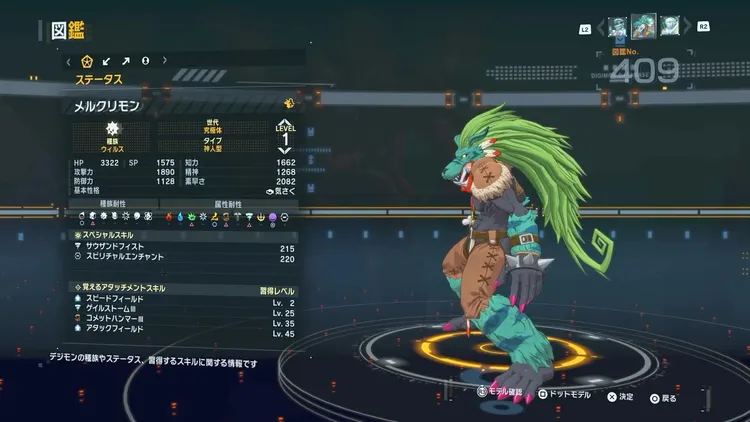 図鑑
L2
R2
図鑑No.
409
ステータス
メルクリモン
種族
ウイルス
世代
究極体
タイプ
神人型
LEVEL
1
HP 3322 SP 1575 知力 1662
攻撃力 1890 精神 1268
防御力 1128 素早さ 2082
基本性格 気さく
種族耐性 属性耐性
スペシャルスキル
サウザンドフィスト 215
スピリチャルエンチャント 220
覚えるアタッチメントスキル 習得レベル
スピードフィールド Lv. 2
ゲイルストームⅢ Lv. 25
コメットハンマーⅢ Lv. 35
アタックフィールド Lv. 45
デジモンの種族やステータス、習得するスキルに関する情報です
モデル確認 ドットモデル 決定 戻る